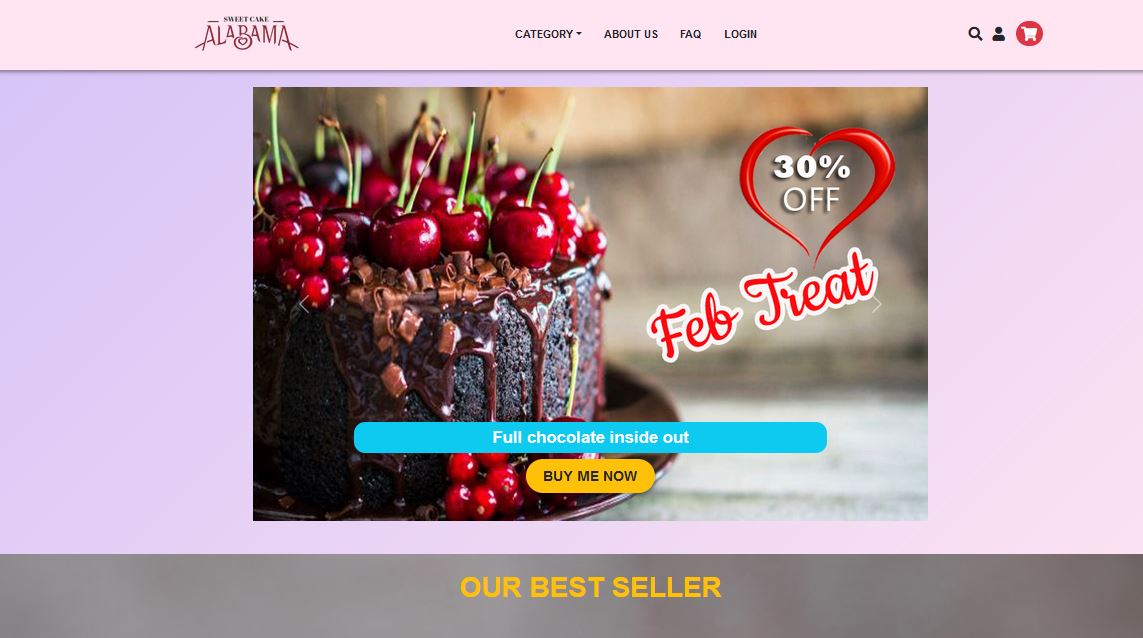 SWEET CAKE
ALABAMA
CATEGORY
ABOUT US
FAQ
LOGIN
30%
OFF
Feb Treat
Full chocolate inside out
BUY ME NOW
OUR BEST SELLER